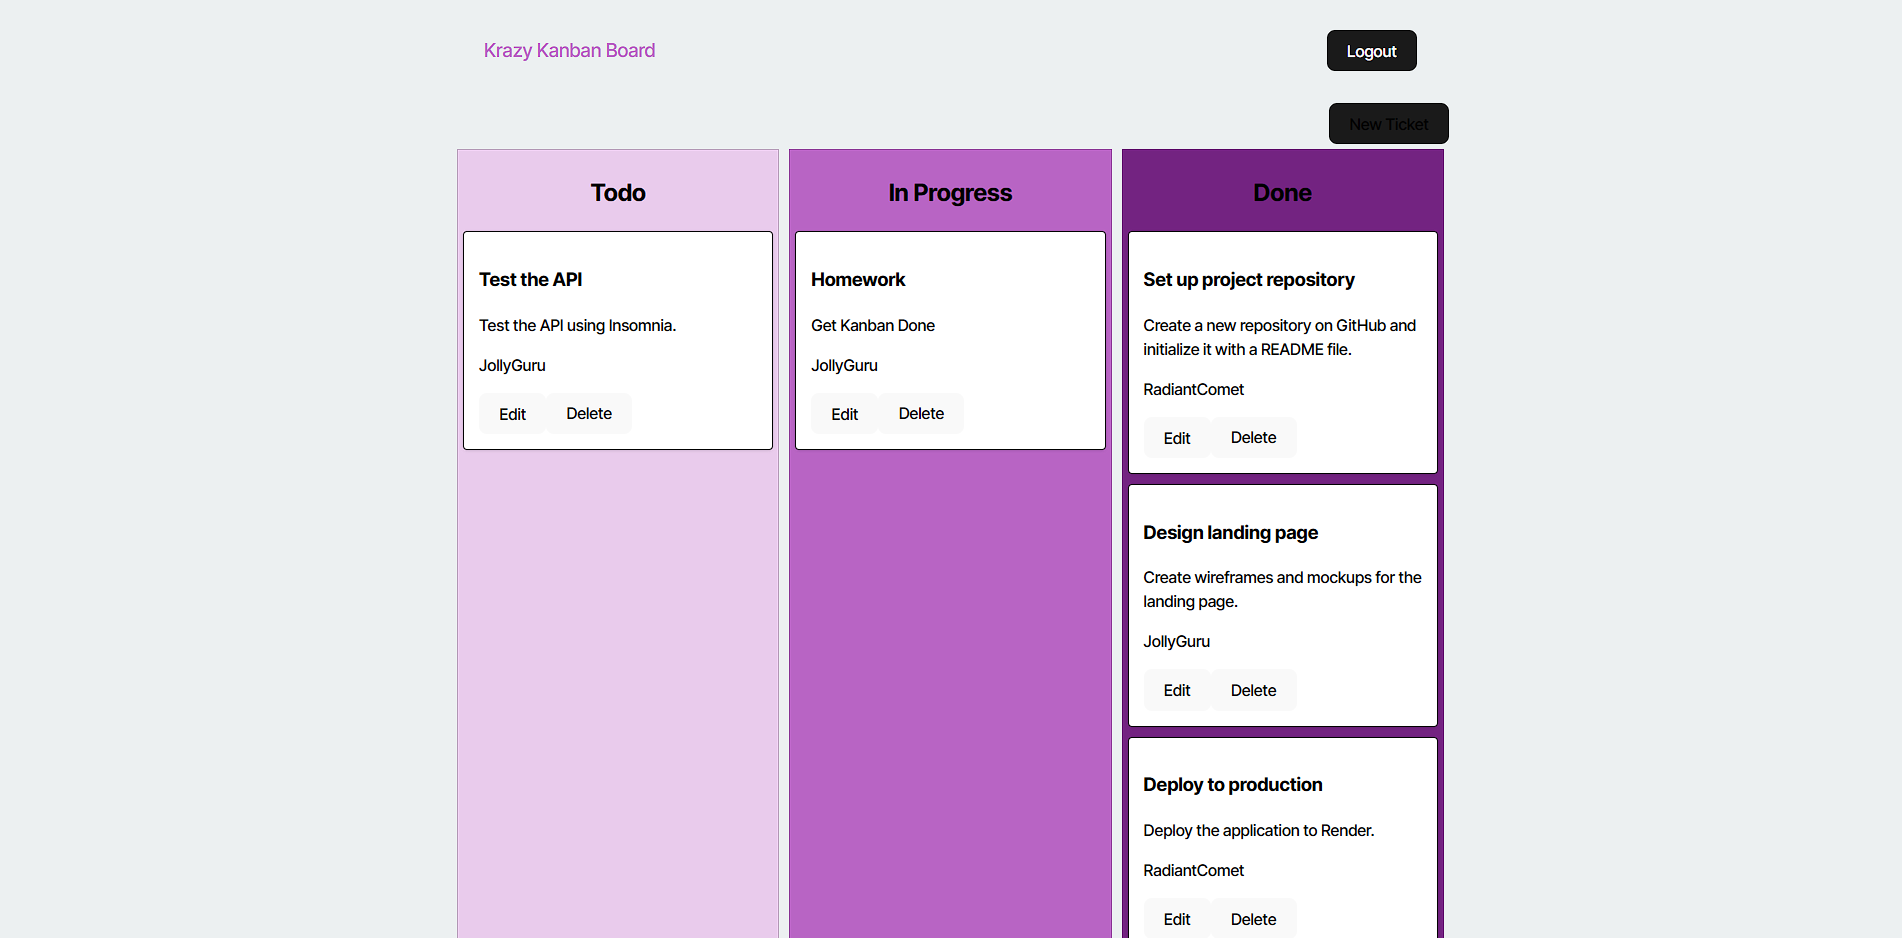 Krazy Kanban Board
Logout
New Ticket
Todo
Test the API
Test the API using Insomnia.
JollyGuru
Edit
Delete
In Progress
Homework
Get Kanban Done
JollyGuru
Edit
Delete
Done
Set up project repository
Create a new repository on GitHub and
initialize it with a README file.
RadiantComet
Edit
Delete
Design landing page
Create wireframes and mockups for the
landing page.
JollyGuru
Edit
Delete
Deploy to production
Deploy the application to Render.
RadiantComet
Edit
Delete